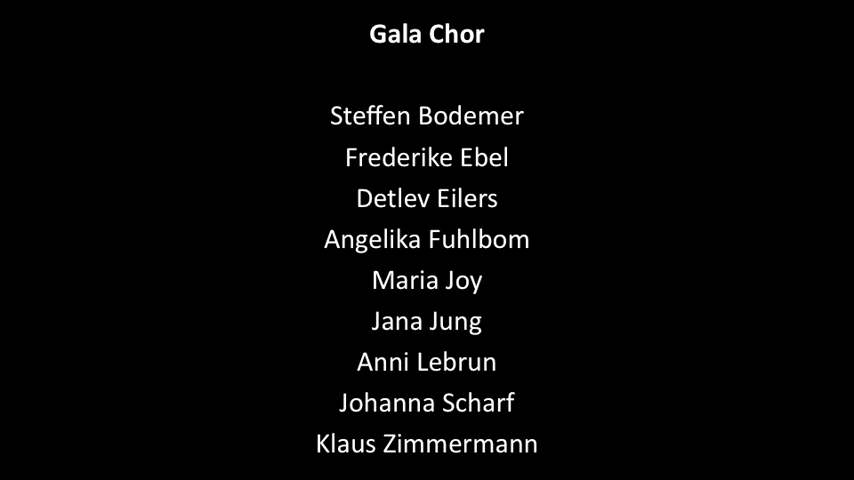 Gala Chor
Steffen Bodemer
Frederike Ebel
Detlev Eilers
Angelika Fuhlbom
Maria Joy
Jana Jung
Anni Lebrun
Johanna Scharf
Klaus Zimmermann